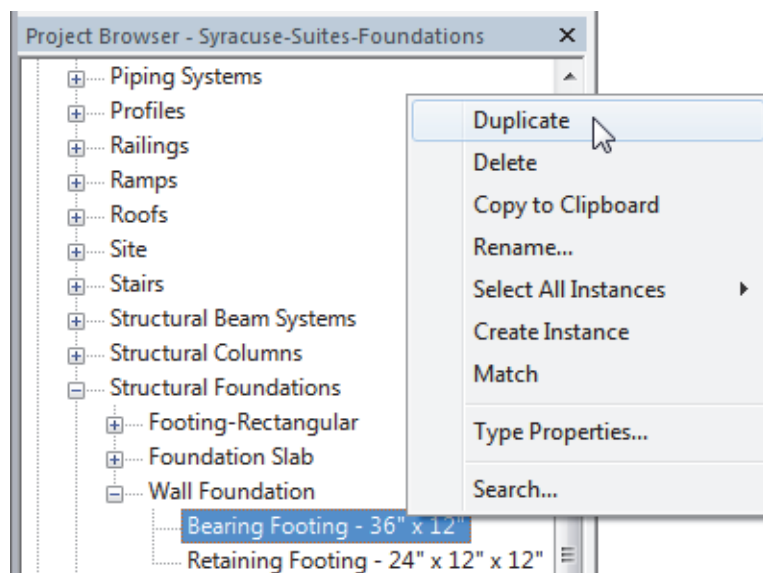 Project Browser - Syracuse-Suites-Foundations
Piping Systems
Profiles
Railings
Ramps
Roofs
Site
Stairs
Structural Beam Systems
Structural Columns
Structural Foundations
Footing-Rectangular
Foundation Slab
Wall Foundation
Bearing Footing - 36" x 12"
Retaining Footing - 24" x 12" x 12"
Duplicate
Delete
Copy to Clipboard
Rename...
Select All Instances
Create Instance
Match
Type Properties...
Search...